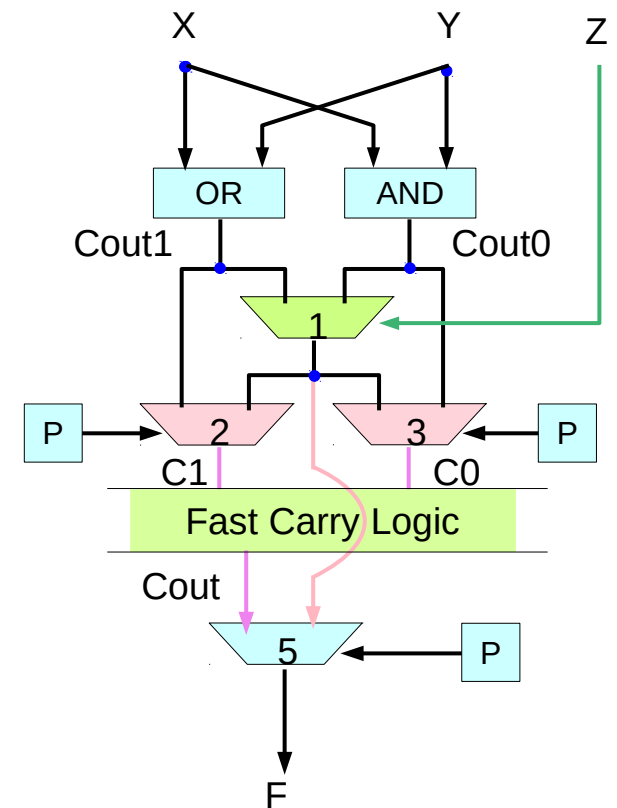 X Y Z
OR AND
Cout1 Cout0
1
P 2 3 P
C1 C0
Fast Carry Logic
Cout
5 P
F